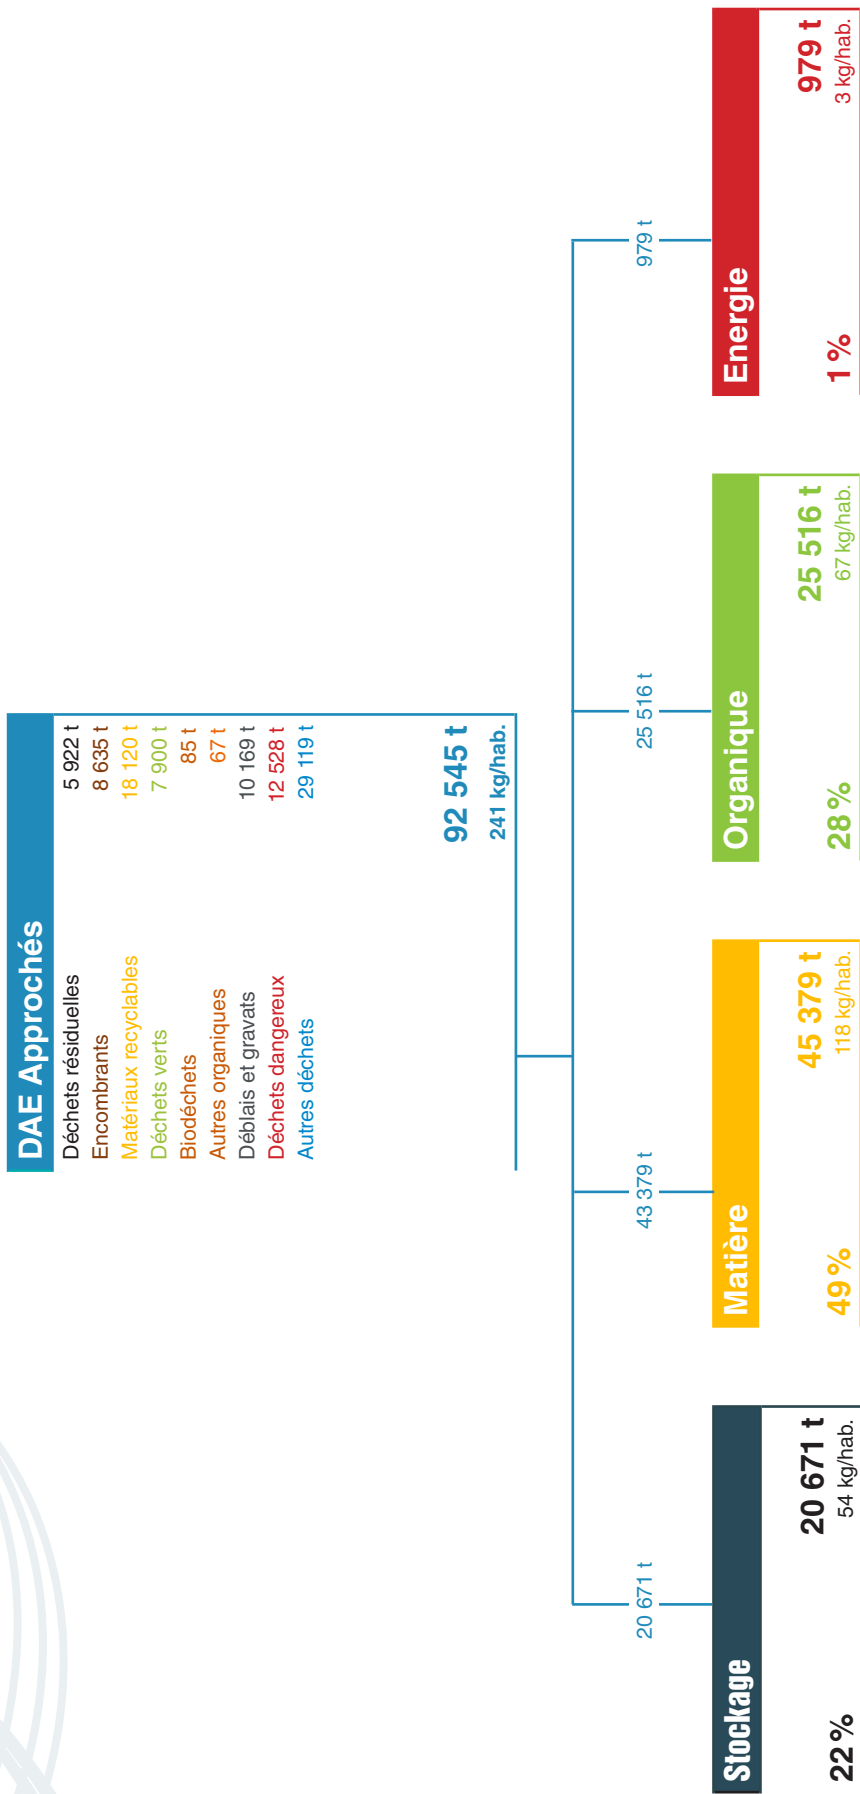 DAE Approchés
Déchets résiduelles 5 922 t
Encombrants 8 635 t
Matériaux recyclables 18 120 t
Déchets verts 7 900 t
Biodéchets 85 t
Autres organiques 67 t
Déblais et gravats 10 169 t
Déchets dangereux 12 528 t
Autres déchets 29 119 t
92 545 t
241 kg/hab.
20 671 t 43 379 t 25 516 t 979 t
Stockage
20 671 t
22 % 54 kg/hab.
Matière
45 379 t
49 % 118 kg/hab.
Organique
25 516 t
28 % 67 kg/hab.
Energie
979 t
1 % 3 kg/hab.